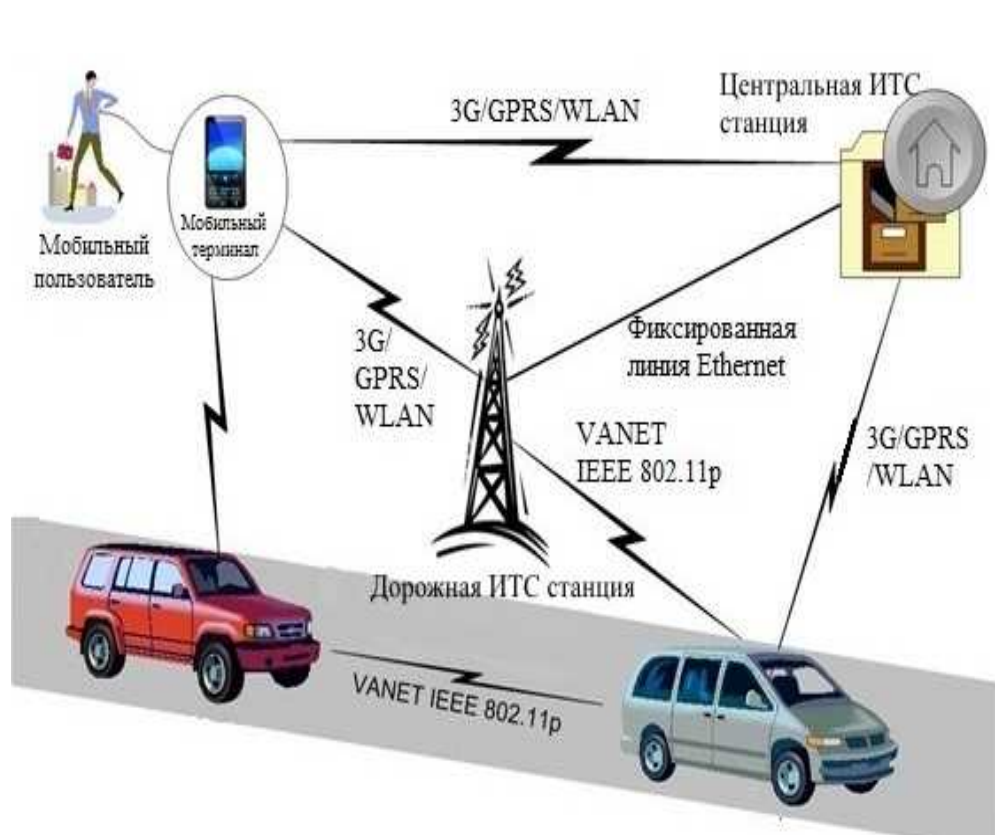 3G/GPRS/WLAN
Центральная ИТС
станция
Мобильный
терминал
Мобильный
пользователь
3G/
GPRS/
WLAN
Фиксированная
линия Ethernet
VANET
IEEE 802.11p
3G/GPRS
/WLAN
Дорожная ИТС станция
VANET IEEE 802.11p